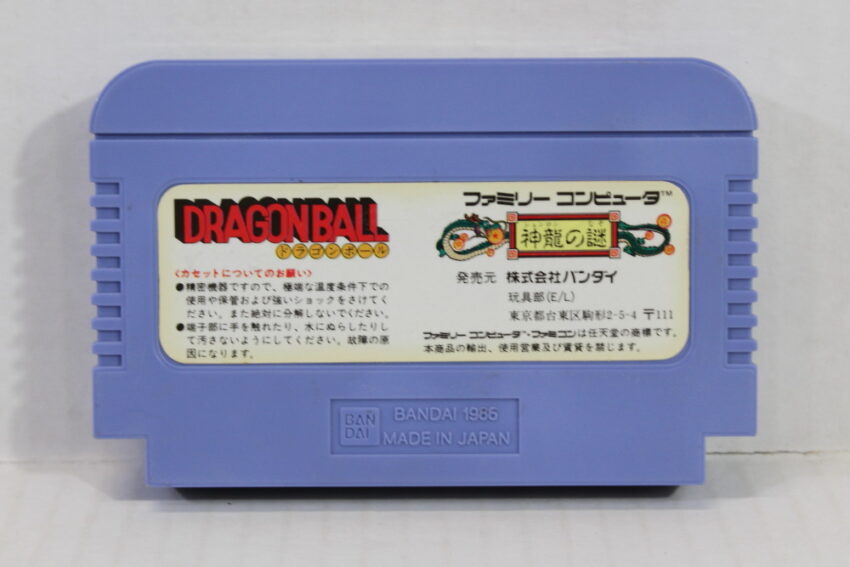 DRAGON BALL
ドラゴンボール
〈カセットについてのお願い〉
●精密機器ですので、極端な温度条件下での
使用や保管および強いショックをさけてく
ださい。また絶対に分解しないでください。
●端子部に手を触れたり、水にぬらしたりし
て汚さないようにしてください。故障の原
因になります。
ファミリー コンピュータ™
神龍の謎
発売元 株式会社バンダイ
玩具部(E/L)
東京都台東区駒形2-5-4 〒111
ファミリー コンピュータ・ファミコンは任天堂の商標です。
本商品の輸出、使用営業及び賃貸を禁じます。
BAN
DAI
BANDAI 1986
MADE IN JAPAN